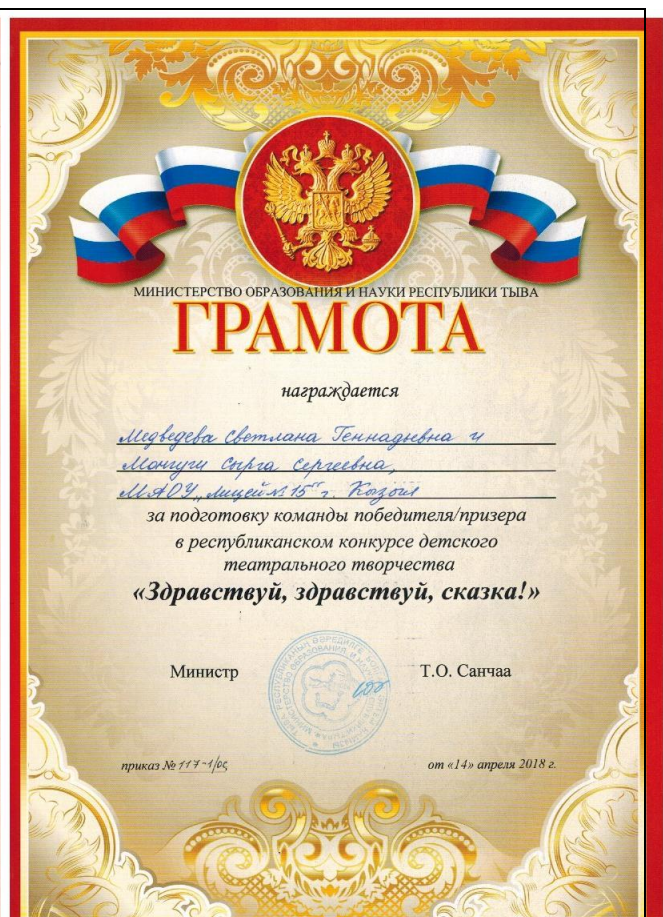 МИНИСТЕРСТВО ОБРАЗОВАНИЯ И НАУКИ РЕСПУБЛИКИ ТЫВА
ГРАМОТА
награждается
Медведева Светлана Геннадьевна и
Монгуш Сырга Сергеевна,
МАОУ „Лицей № 15" г. Кызыл
за подготовку команды победителя/призера
в республиканском конкурсе детского
театрального творчества
«Здравствуй, здравствуй, сказка!»
Министр
Т.О. Санчаа
приказ № 117-1/
от «14» апреля 2018 г.